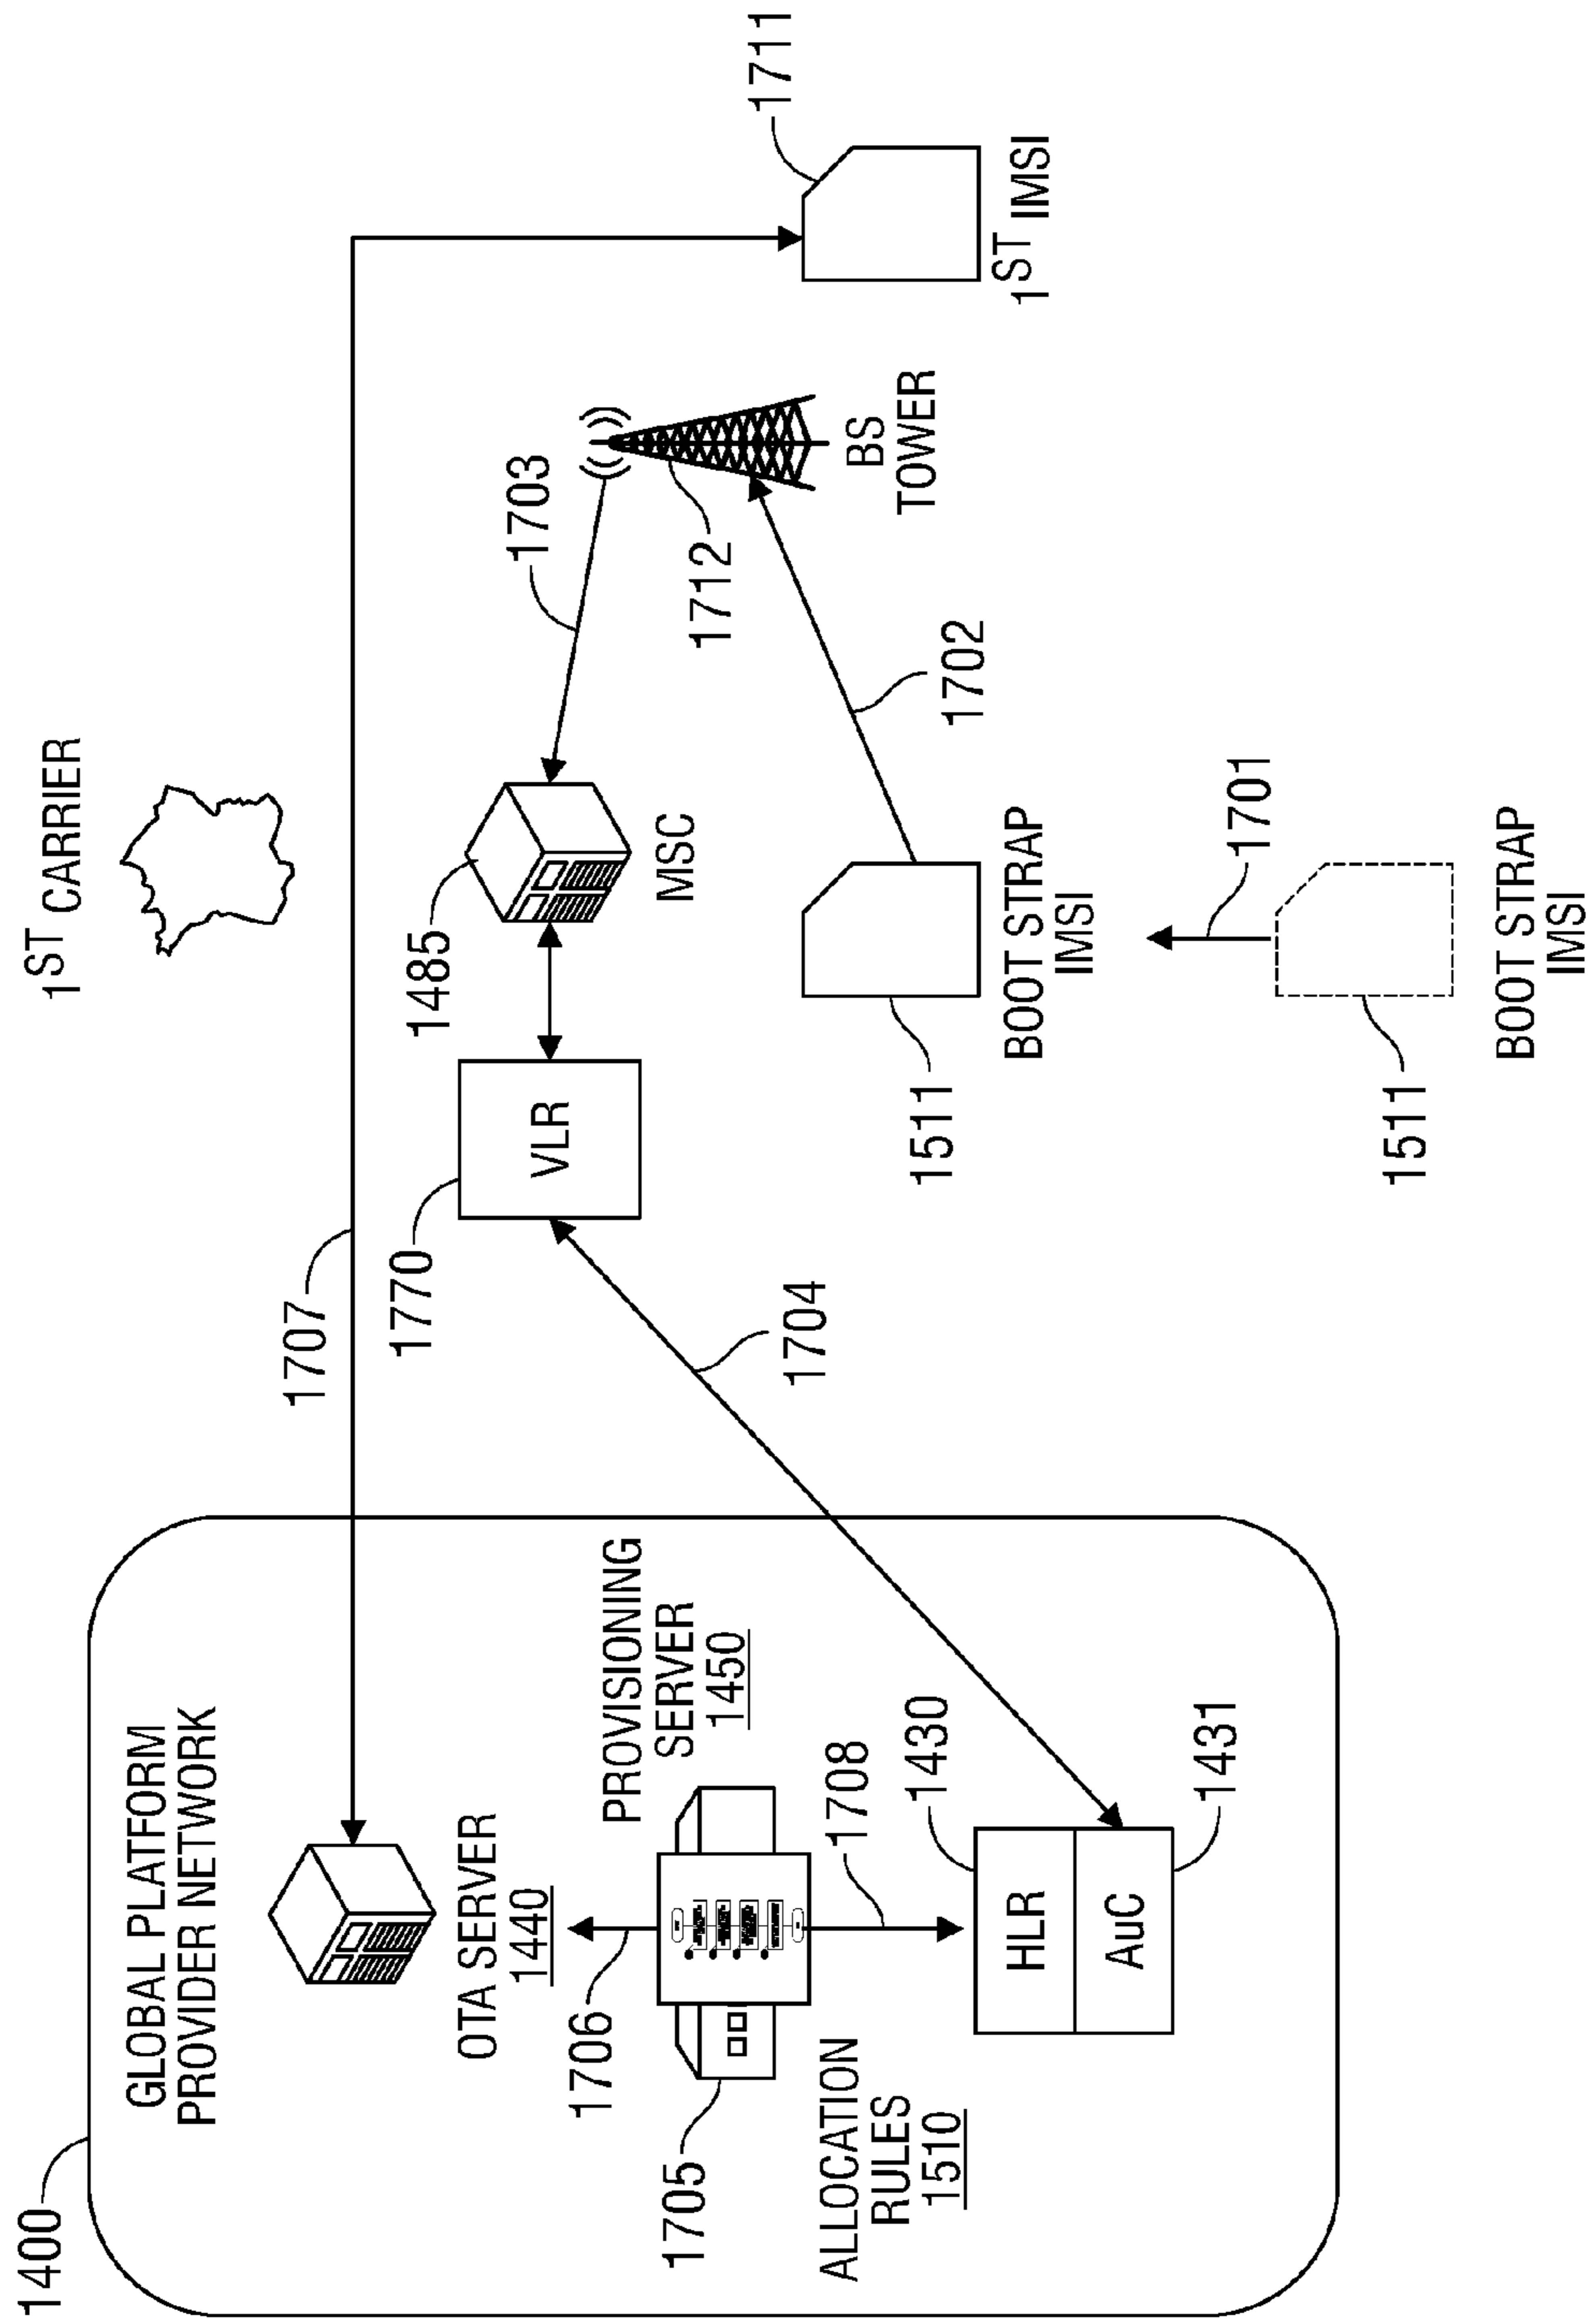 1400
GLOBAL PLATFORM
PROVIDER NETWORK
OTA SERVER
1440
1706
PROVISIONING
SERVER
1450
1705
ALLOCATION
RULES
1510
1708
1430
HLR
AuC
1431
1707
1ST CARRIER
1770
VLR
1704
1485
MSC
1703
1712
BS
TOWER
1702
1511
BOOT STRAP
IMSI
1701
1511
BOOT STRAP
IMSI
1711
1ST IMSI